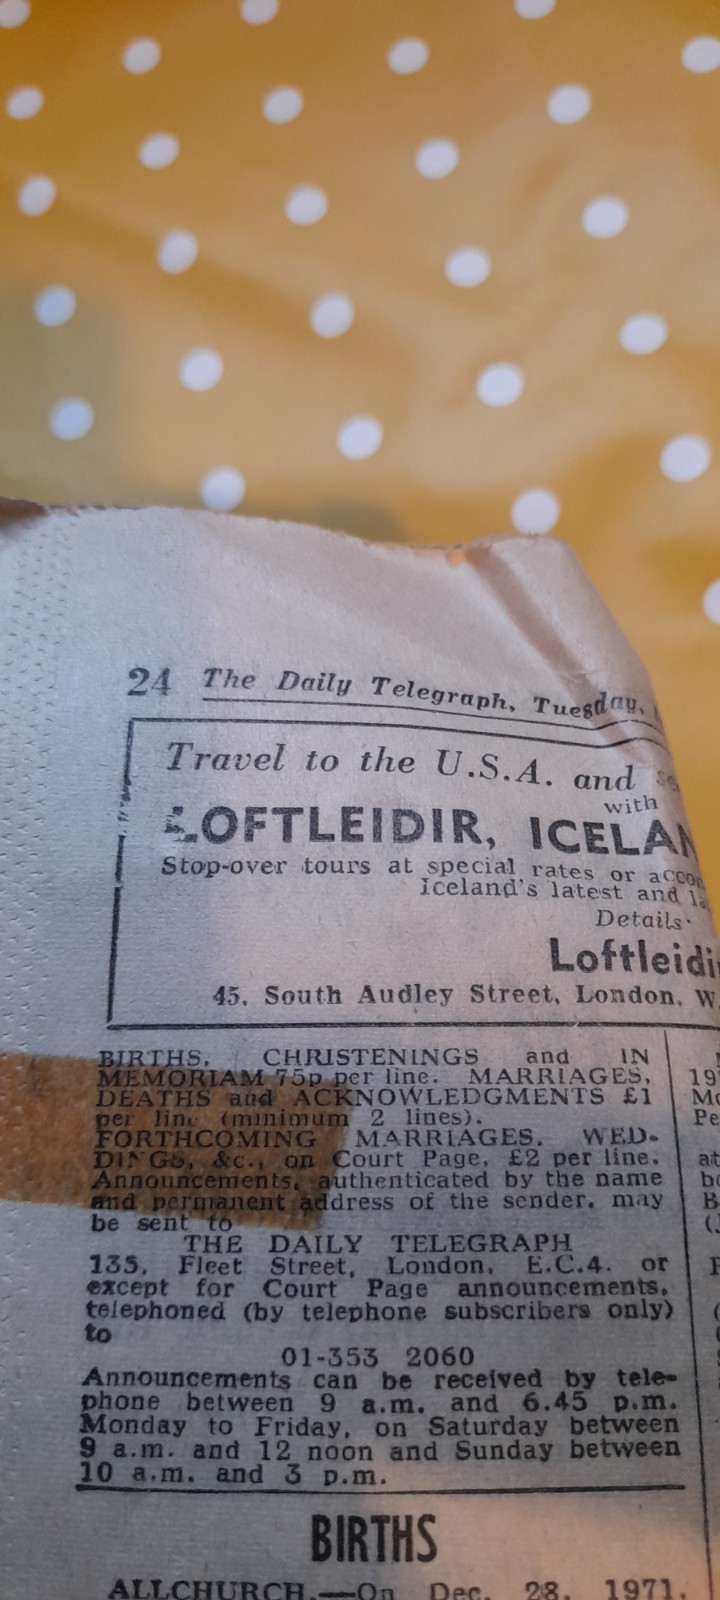 24 The Daily Telegraph, Tuesday,
Travel to the U.S.A. and
with
LOFTLEIDIR,
Stop-over tours at special rates or
Iceland's latest and
Details
45, South Audley Street, London, W
BIRTHS, CHRISTENINGS and IN
MEMORIAM 75p per line. MARRIAGES,
DEATHS and ACKNOWLEDGMENTS £1
per line (minimum 2 lines).
FORTHCOMING MARRIAGES, WED-
DINGS, &c., on Court Page, £2 per line.
Announcements, authenticated by the name
and permanent address of the sender, may
be sent to
THE DAILY TELEGRAPH
135, Fleet Street, London, E.C.4. or
except for Court Page announcements,
telephoned (by telephone subscribers only)
to
01-353 2060
Announcements can be received by tele-
phone between 9 a.m. and 6.45 p.m.
Monday to Friday, on Saturday between
9 a.m. and 12 noon and Sunday between
10 a.m. and 3 p.m.
BIRTHS
ALLCHURCH.—On Dec. 28, 1971,